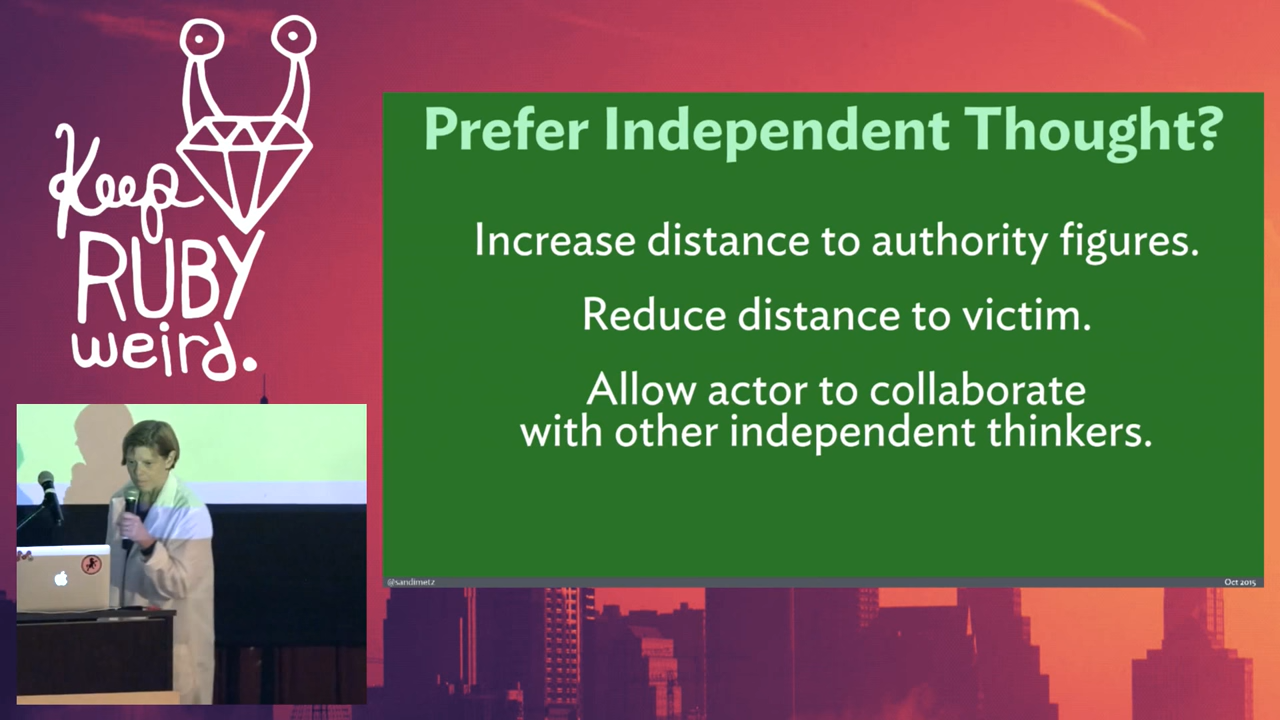 Keep
RUBY
weird.
Prefer Independent Thought?
Increase distance to authority figures.
Reduce distance to victim.
Allow actor to collaborate
with other independent thinkers.
@sandimetz
Oct 2015